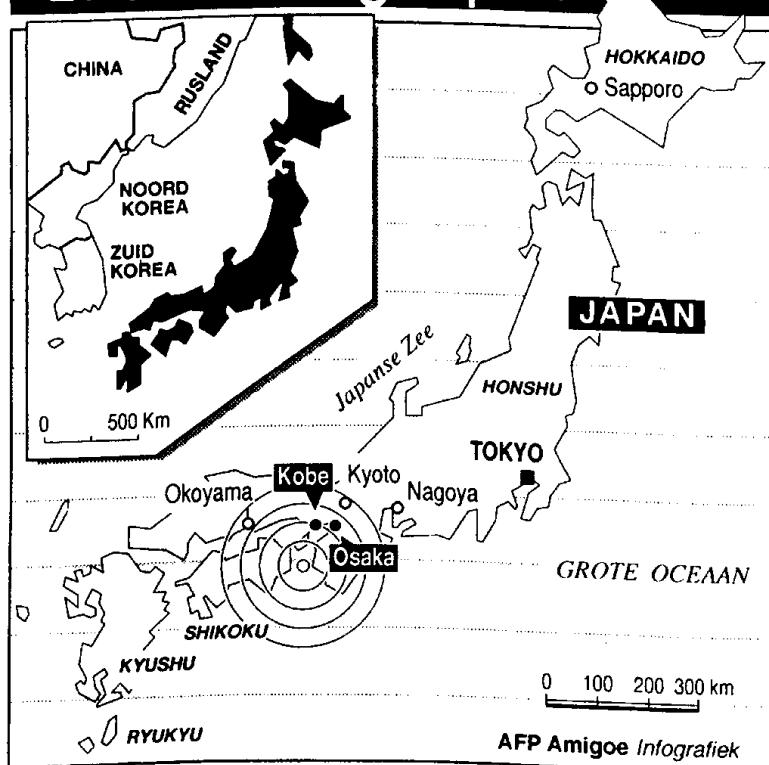 HOKKAIDO
Sapporo
CHINA
RUSLAND
NOORD
KOREA
ZUID
KOREA
0 500 Km
JAPAN
Japanse Zee
HONSHU
TOKYO
Kobe
Kyoto
Okoyama
Nagoya
Osaka
GROTE OCEAAN
SHIKOKU
KYUSHU
RYUKYU
0 100 200 300 km
AFP Amigoe Infografiek